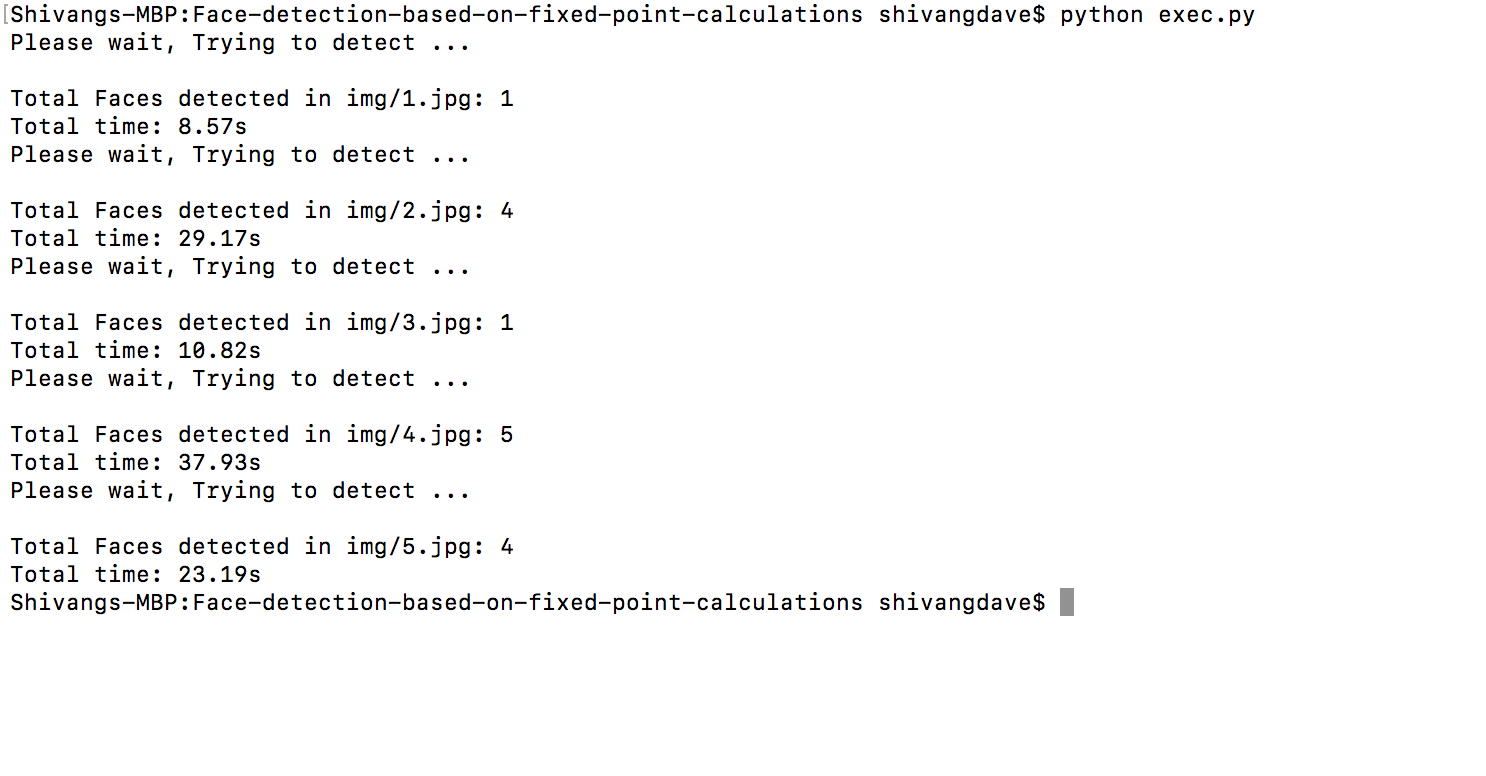 [Shivangs-MBP:Face-detection-based-on-fixed-point-calculations shivangdave$ python exec.py
Please wait, Trying to detect ...
Total Faces detected in img/1.jpg: 1
Total time: 8.57s
Please wait, Trying to detect ...
Total Faces detected in img/2.jpg: 4
Total time: 29.17s
Please wait, Trying to detect ...
Total Faces detected in img/3.jpg: 1
Total time: 10.82s
Please wait, Trying to detect ...
Total Faces detected in img/4.jpg: 5
Total time: 37.93s
Please wait, Trying to detect ...
Total Faces detected in img/5.jpg: 4
Total time: 23.19s
Shivangs-MBP:Face-detection-based-on-fixed-point-calculations shivangdave$